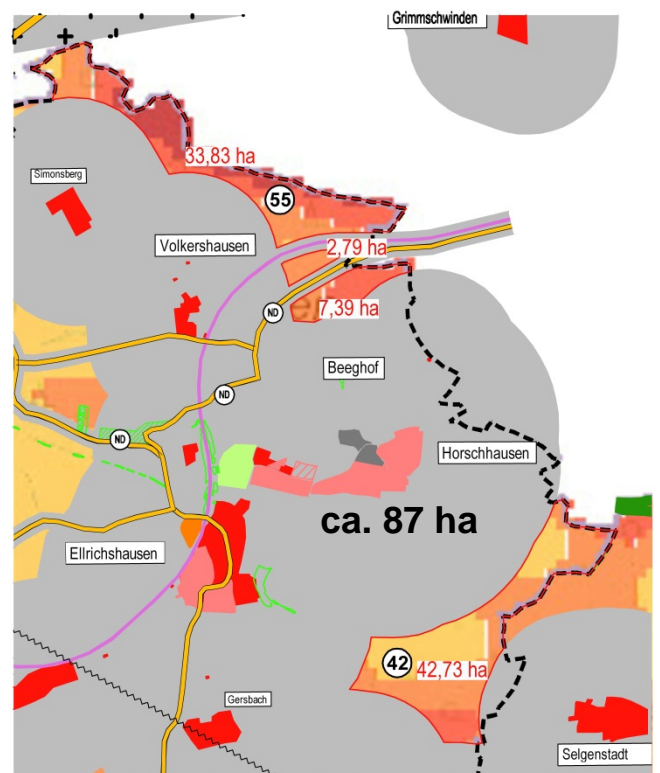 Grimmschwinden
33,83 ha
Simonsberg
55
Volkershausen
2,79 ha
ND
7,39 ha
Beeghof
ND
ND
Horschhausen
ca. 87 ha
Ellrichshausen
42
42,73 ha
Gersbach
Selgenstadt